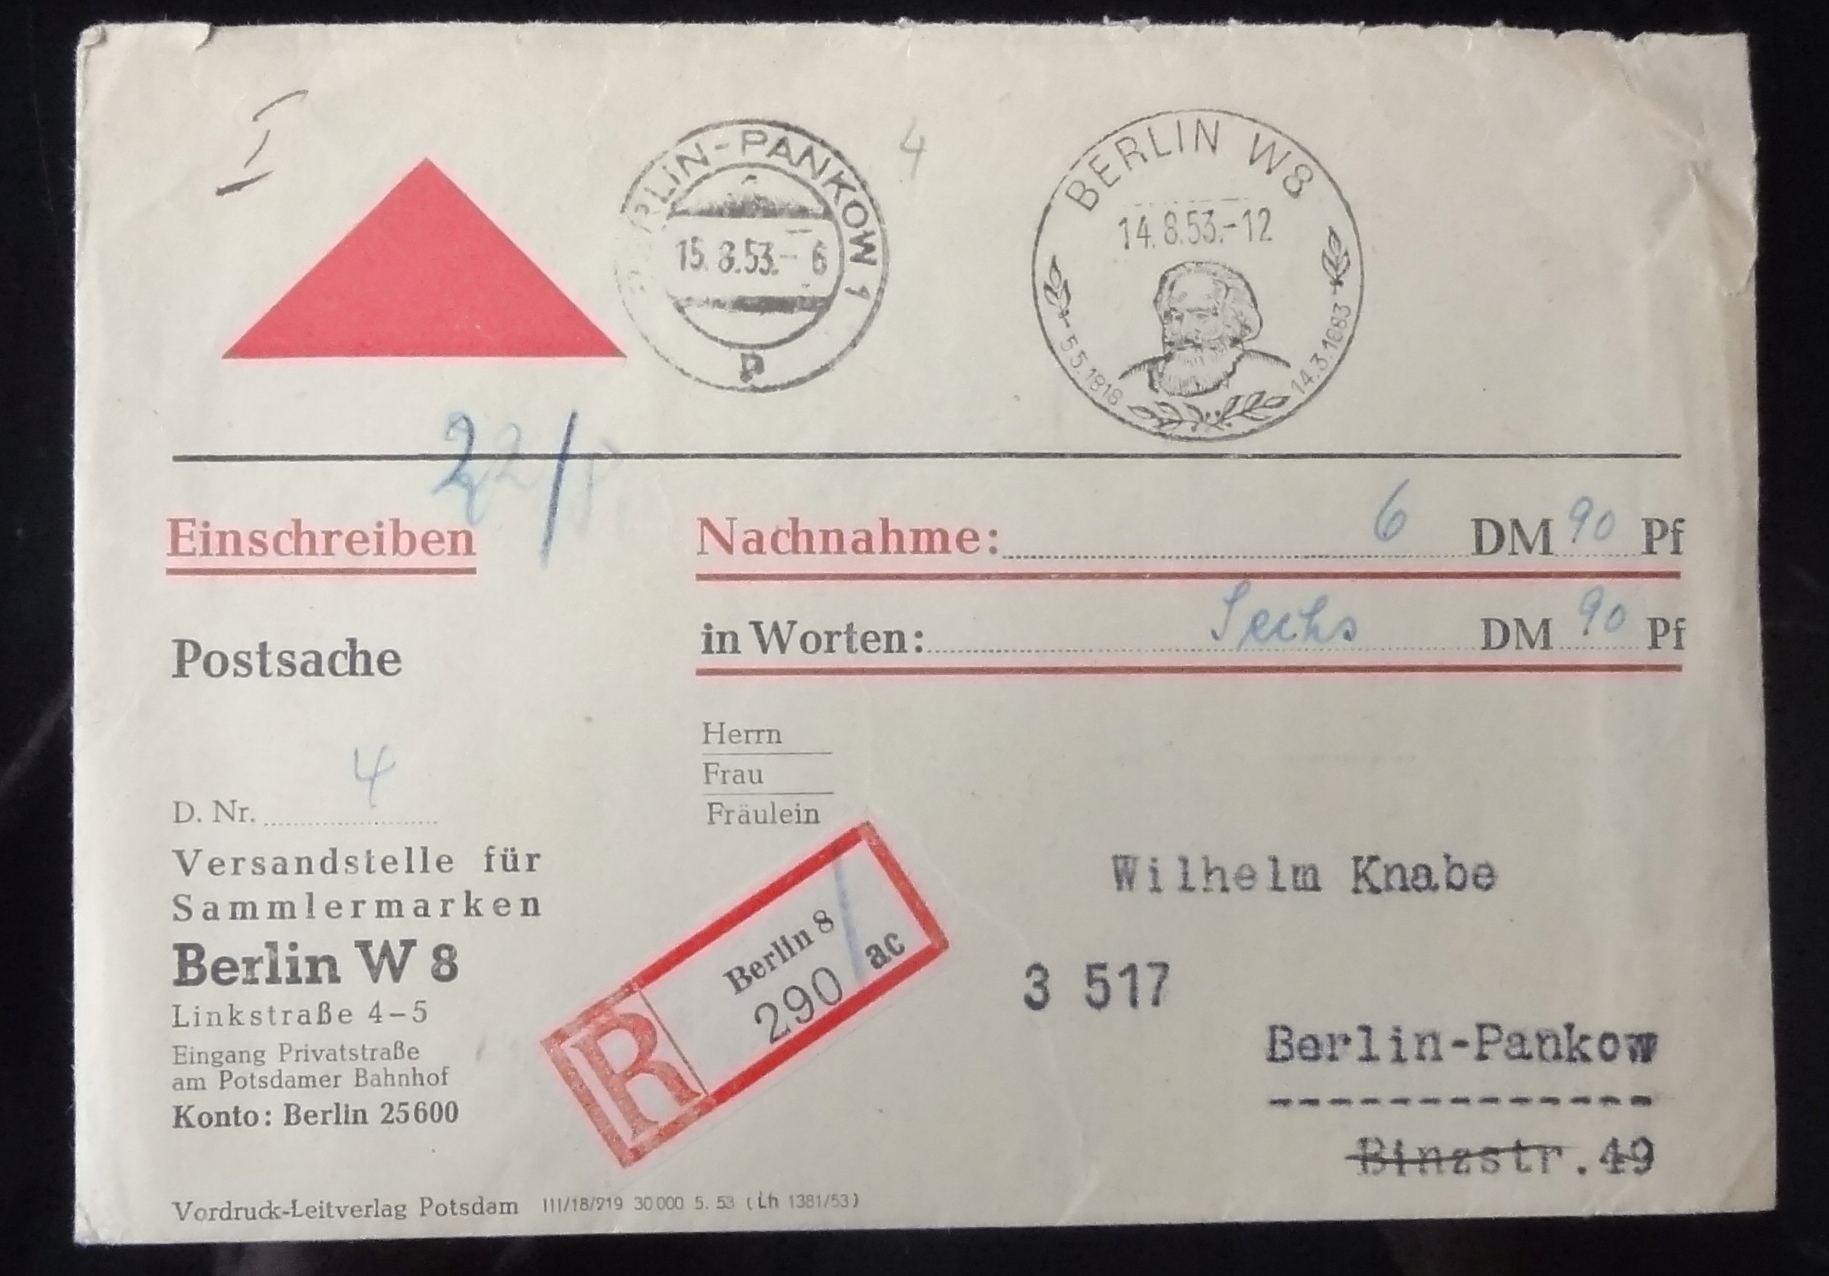 I
BERLIN-PANKOW 1
15.8.53.- 6
p
4
BERLIN W8
14.8.53.-12
5.5.1818
14.3.1883
22/
Einschreiben
Nachnahme: 6 DM 90 Pf
in Worten: Sechs DM 90 Pf
Postsache
Herrn
Frau
Fräulein
D. Nr. 4
Versandstelle für
Sammlermarken
Berlin W 8
Linkstraße 4-5
Eingang Privatstraße
am Potsdamer Bahnhof
Konto: Berlin 25600
R
Berlin 8
290 ac
Wilhelm Knabe
3 517
Berlin-Pankow
Binzstr. 49
Vordruck-Leitverlag Potsdam III/18/919 30000 5. 53 (Lh 1381/53)